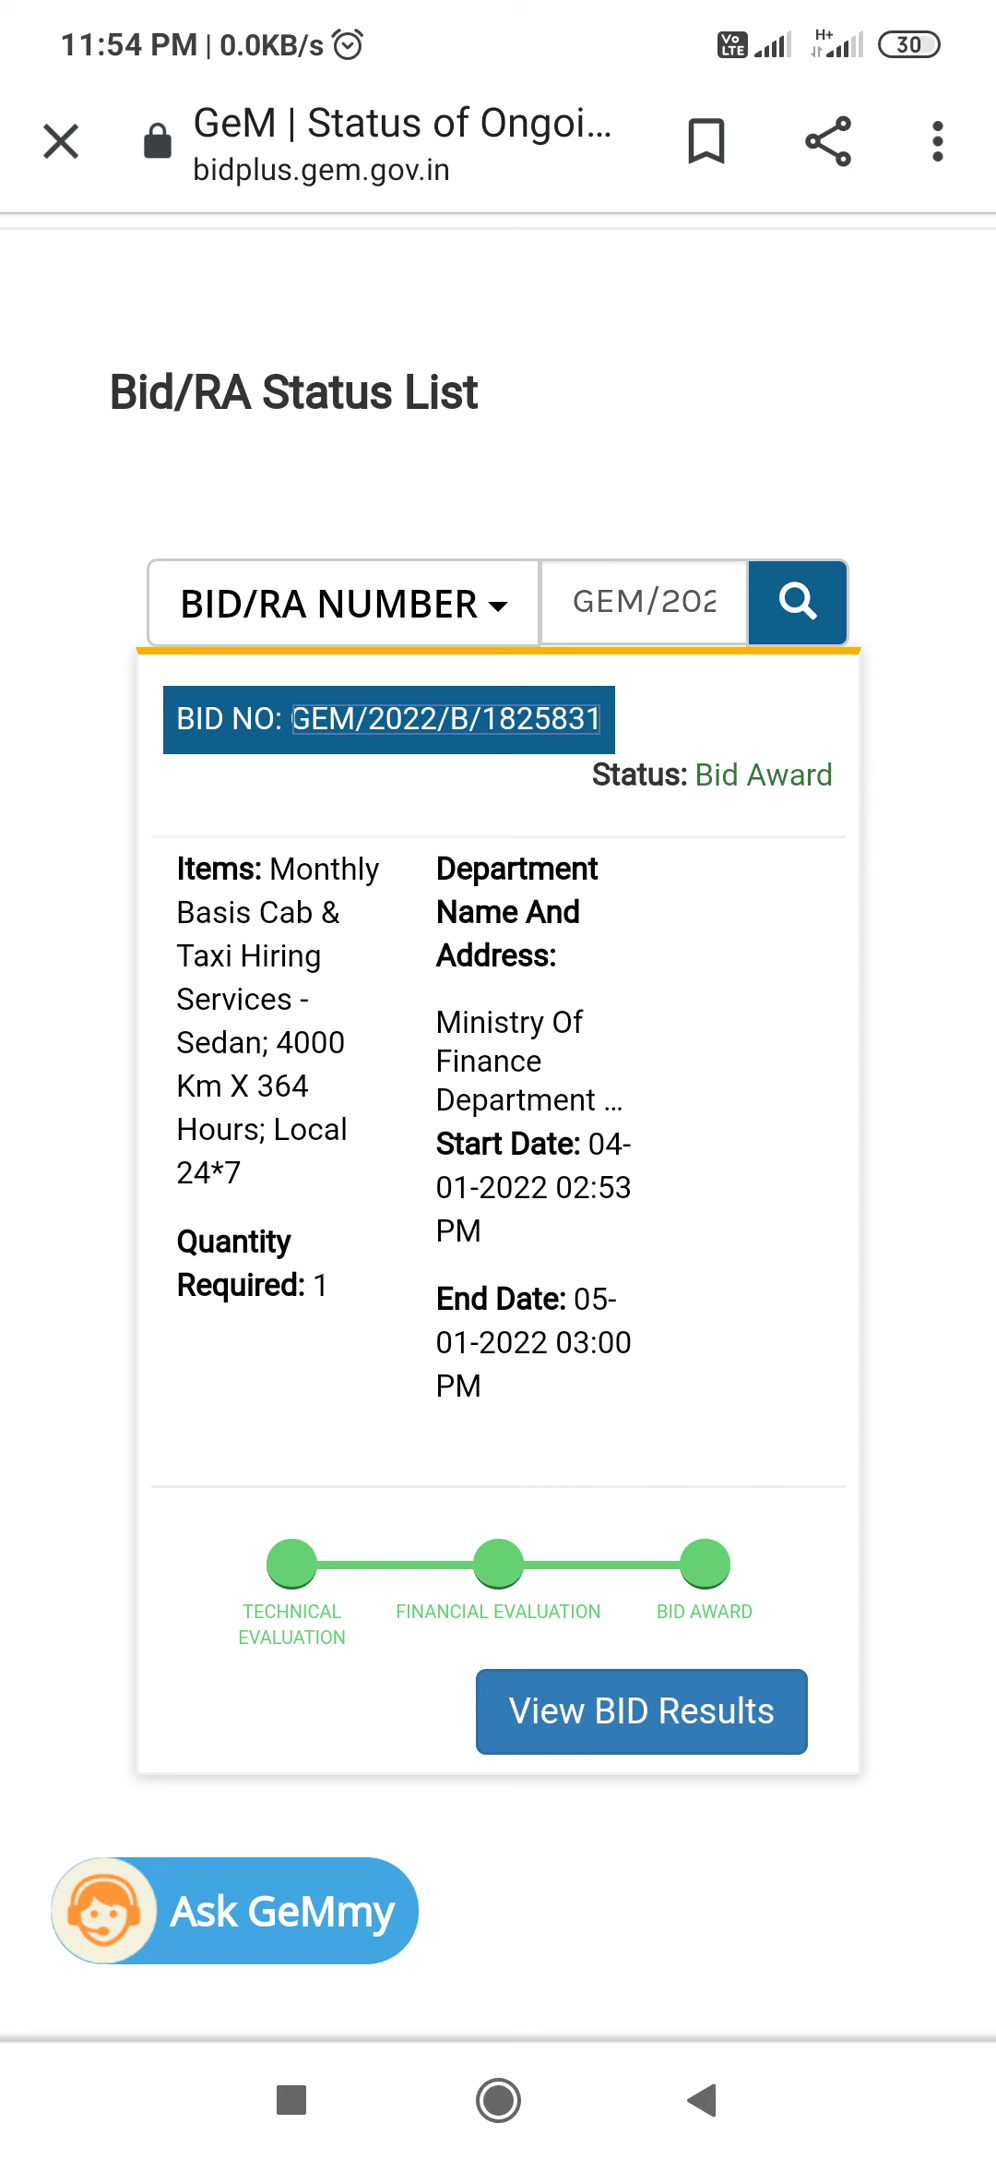 11:54 PM | 0.0KB/s
Vo LTE H+ 30
GeM | Status of Ongoi...
bidplus.gem.gov.in
Bid/RA Status List
BID/RA NUMBER GEM/202
BID NO: GEM/2022/B/1825831
Status: Bid Award
Items: Monthly
Basis Cab &
Taxi Hiring
Services -
Sedan; 4000
Km X 364
Hours; Local
24*7
Quantity
Required: 1
Department
Name And
Address:
Ministry Of
Finance
Department ...
Start Date: 04-
01-2022 02:53
PM
End Date: 05-
01-2022 03:00
PM
TECHNICAL
EVALUATION
FINANCIAL EVALUATION
BID AWARD
View BID Results
Ask GeMmy